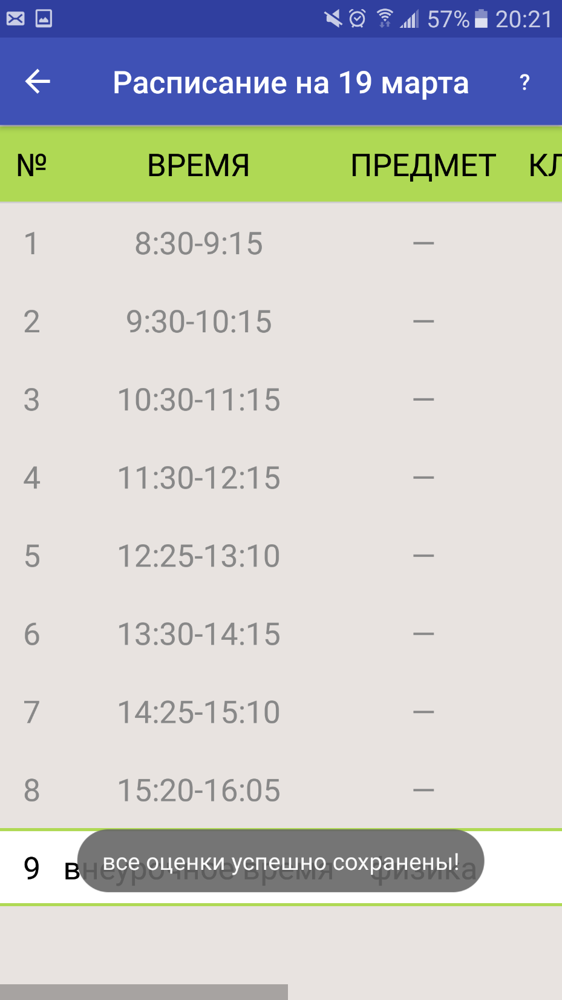 57% 20:21
Расписание на 19 марта ?
№ ВРЕМЯ ПРЕДМЕТ КЛ
1 8:30-9:15 —
2 9:30-10:15 —
3 10:30-11:15 —
4 11:30-12:15 —
5 12:25-13:10 —
6 13:30-14:15 —
7 14:25-15:10 —
8 15:20-16:05 —
9 внеурочное время физика
все оценки успешно сохранены!